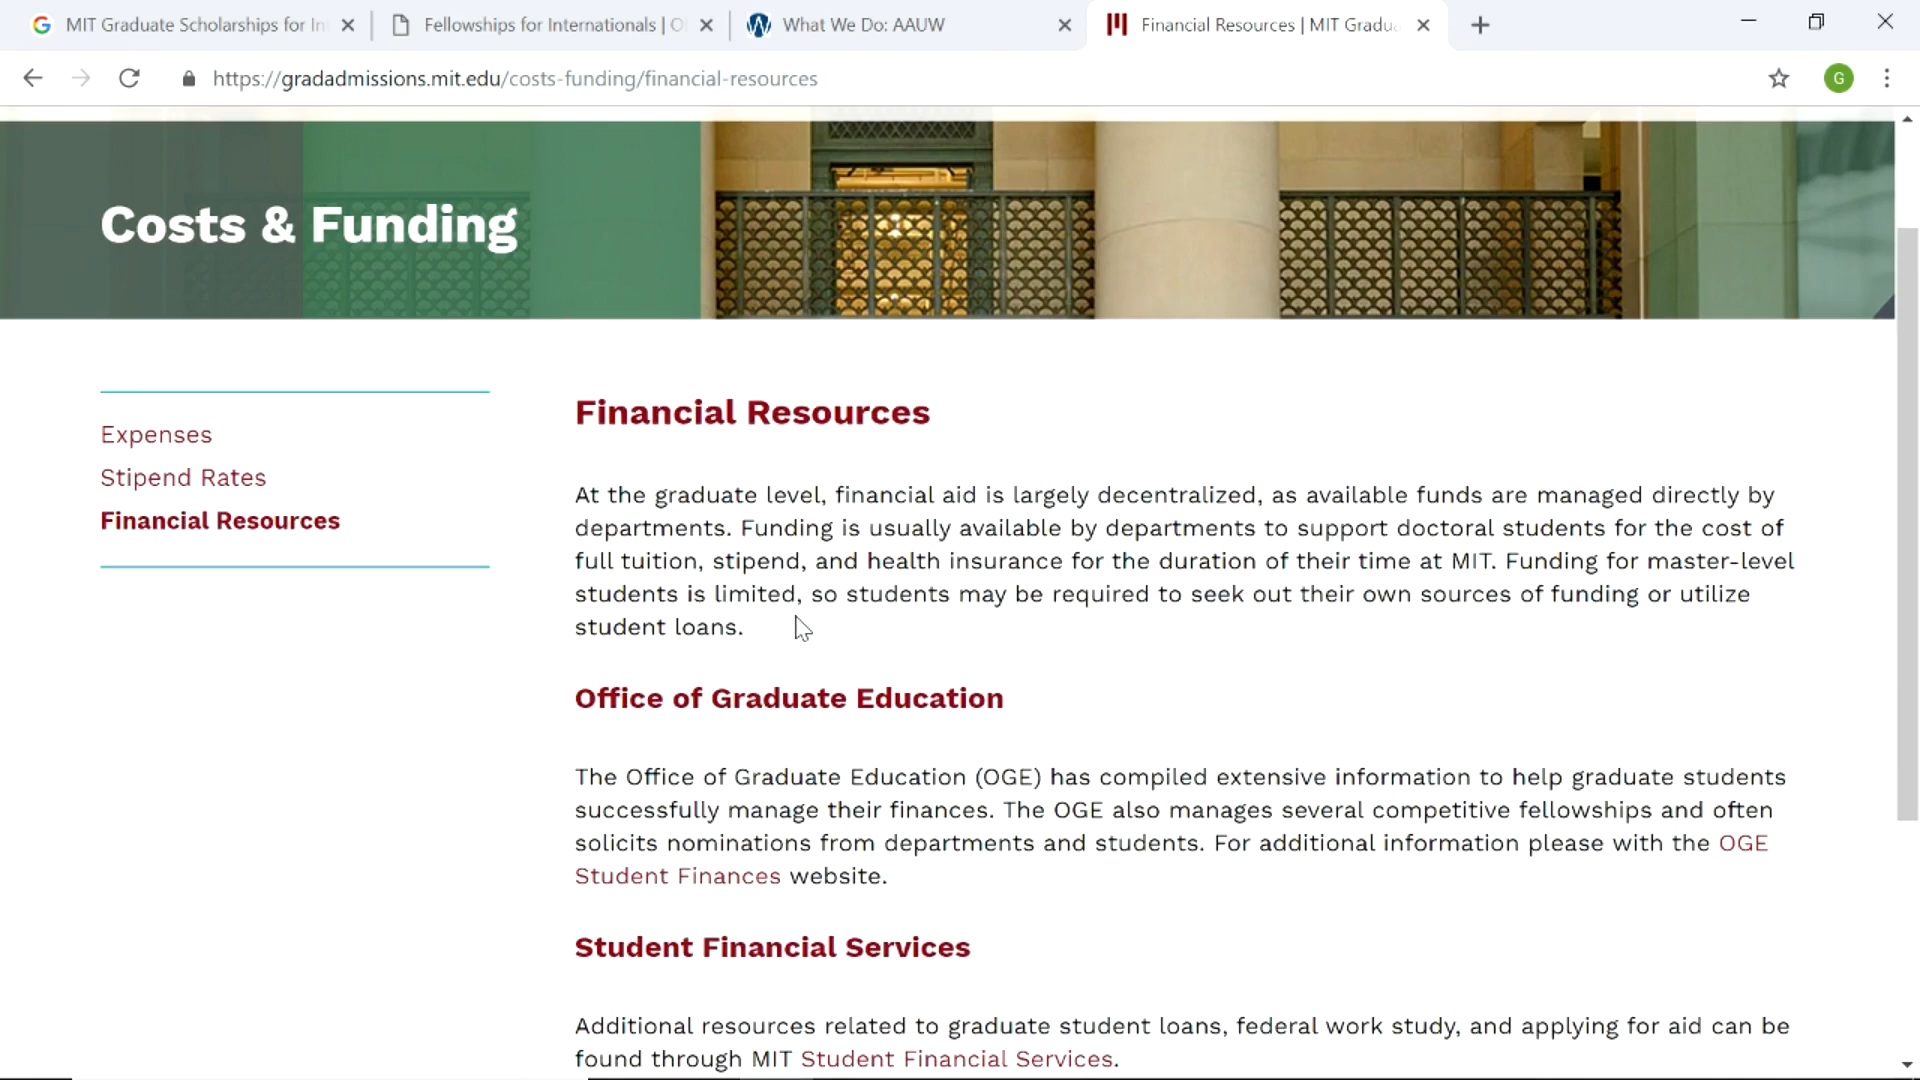 MIT Graduate Scholarships for In
Fellowships for Internationals | O
What We Do: AAUW
Financial Resources | MIT Gradua
https://gradadmissions.mit.edu/costs-funding/financial-resources
G
Costs & Funding
Expenses
Stipend Rates
Financial Resources
Financial Resources
At the graduate level, financial aid is largely decentralized, as available funds are managed directly by
departments. Funding is usually available by departments to support doctoral students for the cost of
full tuition, stipend, and health insurance for the duration of their time at MIT. Funding for master-level
students is limited, so students may be required to seek out their own sources of funding or utilize
student loans.
Office of Graduate Education
The Office of Graduate Education (OGE) has compiled extensive information to help graduate students
successfully manage their finances. The OGE also manages several competitive fellowships and often
solicits nominations from departments and students. For additional information please with the OGE
Student Finances website.
Student Financial Services
Additional resources related to graduate student loans, federal work study, and applying for aid can be
found through MIT Student Financial Services.